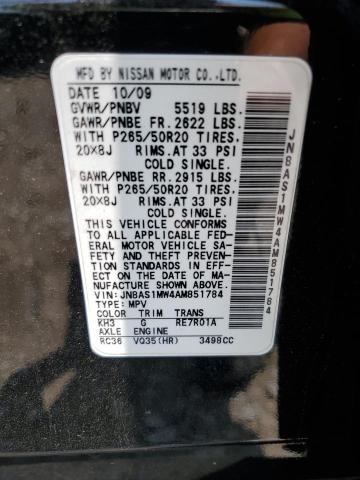 MFD BY NISSAN MOTOR CO.,LTD.
DATE 10/09
GVWR/PNBV 5519 LBS.
GAWR/PNBE FR. 2622 LBS.
WITH P265/50R20 TIRES.
20X8J RIMS.AT 33 PSI
COLD SINGLE.
GAWR/PNBE RR. 2915 LBS.
WITH P265/50R20 TIRES.
20X8J RIMS.AT 33 PSI
COLD SINGLE.
THIS VEHICLE CONFORMS
TO ALL APPLICABLE FED-
ERAL MOTOR VEHICLE SA-
FETY AND THEFT PREVEN-
TION STANDARDS IN EFF-
ECT ON THE DATE OF MA-
NUFACTURE SHOWN ABOVE.
VIN:JN8AS1MW4AM851784
TYPE:MPV
COLOR TRIM TRANS
KH3 G RE7R01A
AXLE ENGINE
RC36 VQ35(HR) 3498CC
JN8AS1MW4AM851784